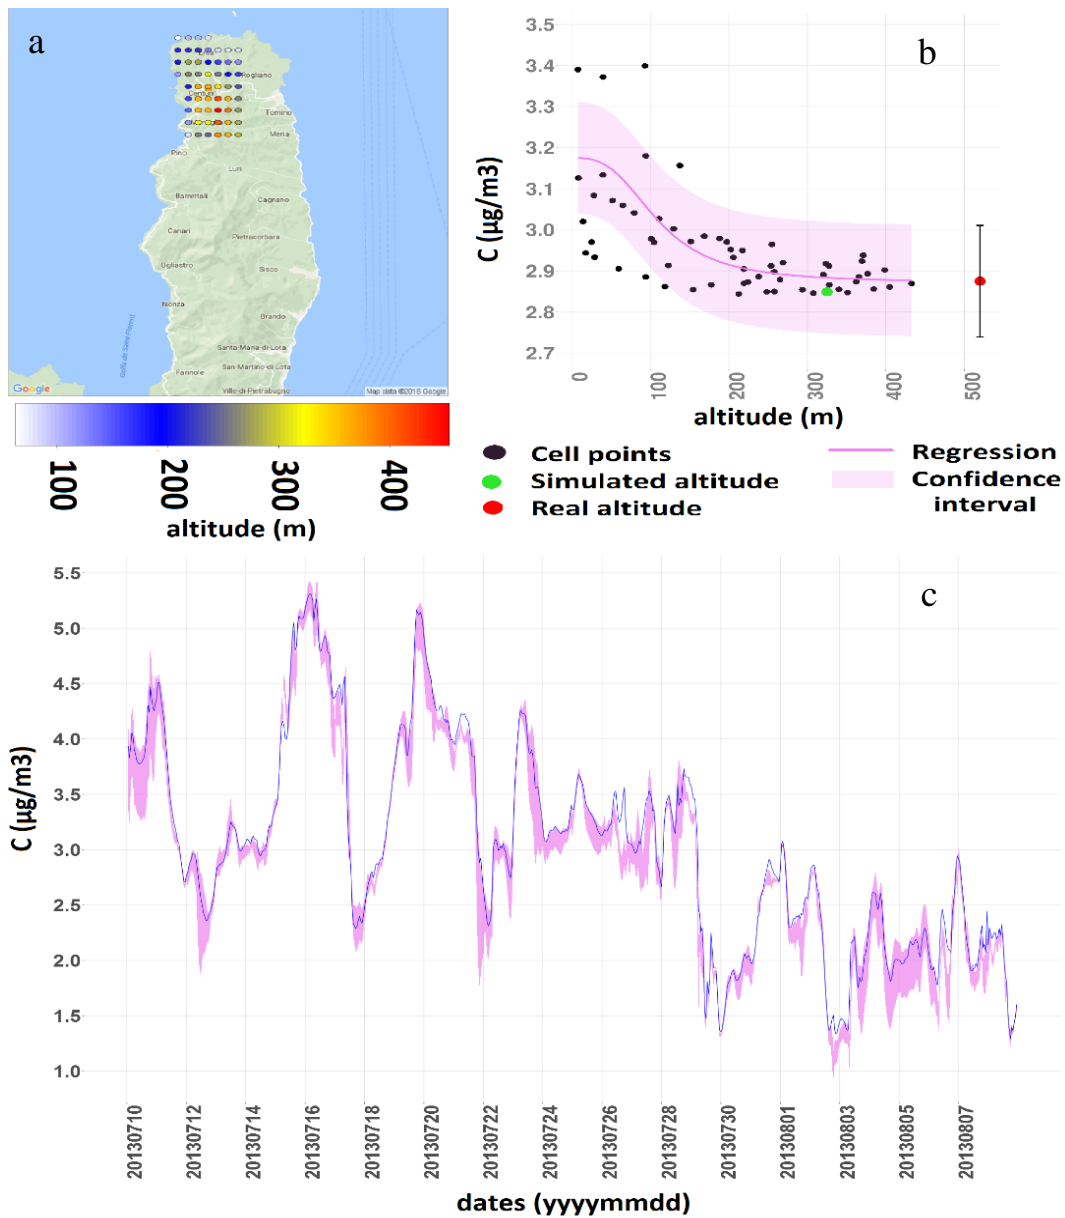 a
Ersa
Rogliano
Centuri
Tomino
Meria
Pino
Luri
Barrettali
Cagnano
Canari
Pietracorbara
Ogliastro
Sisco
Nonza
Brando
Santa-Maria-di-Lota
San-Martino-di-Lota
Farinole
Ville-di-Pietrabugno
Google
Map data ©2016 Google
100
200
300
400
altitude (m)
b
C (µg/m3)
3.5
3.4
3.3
3.2
3.1
3.0
2.9
2.8
2.7
0
100
200
300
400
500
altitude (m)
Cell points
Simulated altitude
Real altitude
Regression
Confidence
interval
c
C (µg/m3)
5.5
5.0
4.5
4.0
3.5
3.0
2.5
2.0
1.5
1.0
20130710
20130712
20130714
20130716
20130718
20130720
20130722
20130724
20130726
20130728
20130730
20130801
20130803
20130805
20130807
dates (yyyymmdd)